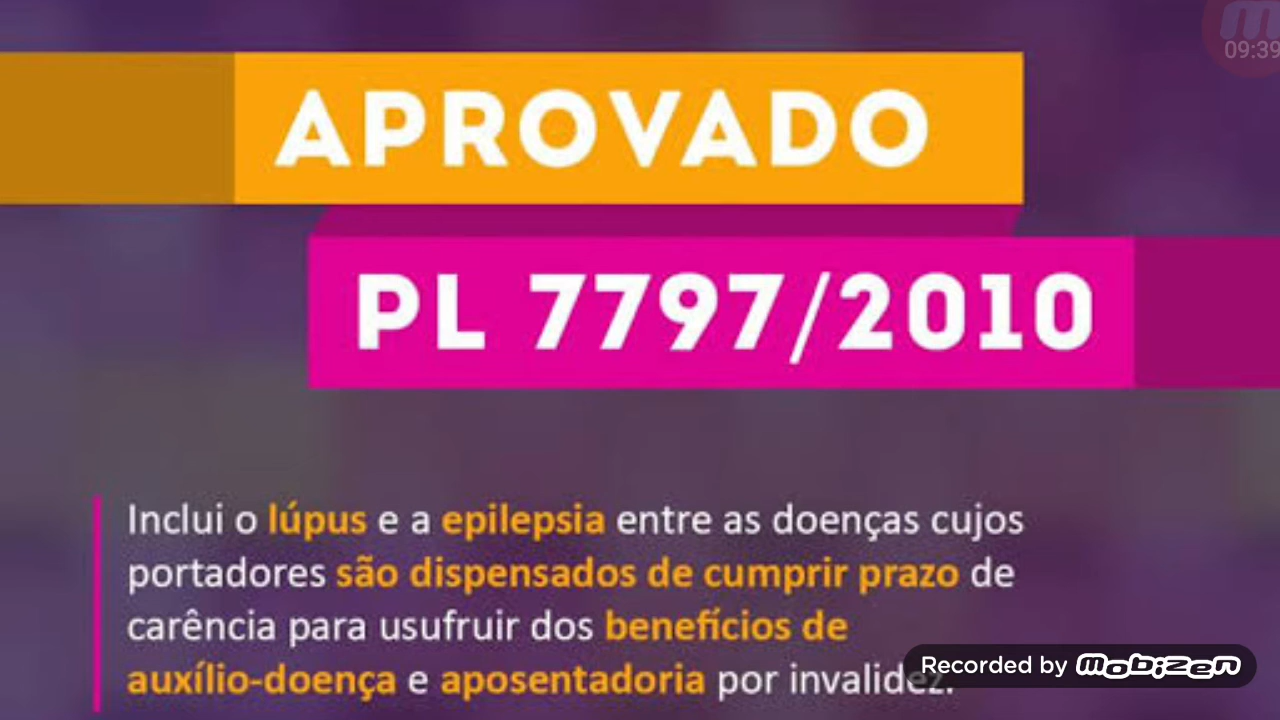 09:39
APROVADO
PL 7797/2010
Inclui o lúpus e a epilepsia entre as doenças cujos
portadores são dispensados de cumprir prazo de
carência para usufruir dos benefícios de
auxílio-doença e aposentadoria por invalidez.
Recorded by mobizen